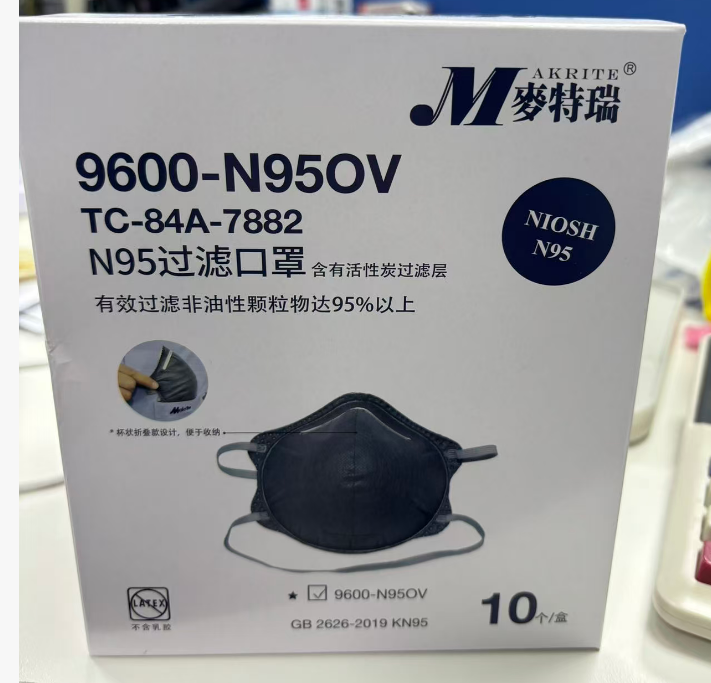 AKRITE®
M麥特瑞
9600-N95OV
TC-84A-7882
NIOSH
N95
N95过滤口罩 含有活性炭过滤层
有效过滤非油性颗粒物达95%以上
Makrite
*杯状折叠款设计，便于收纳
LATEX
不含乳胶
★ ☑ 9600-N95OV
GB 2626-2019 KN95
10个/盒